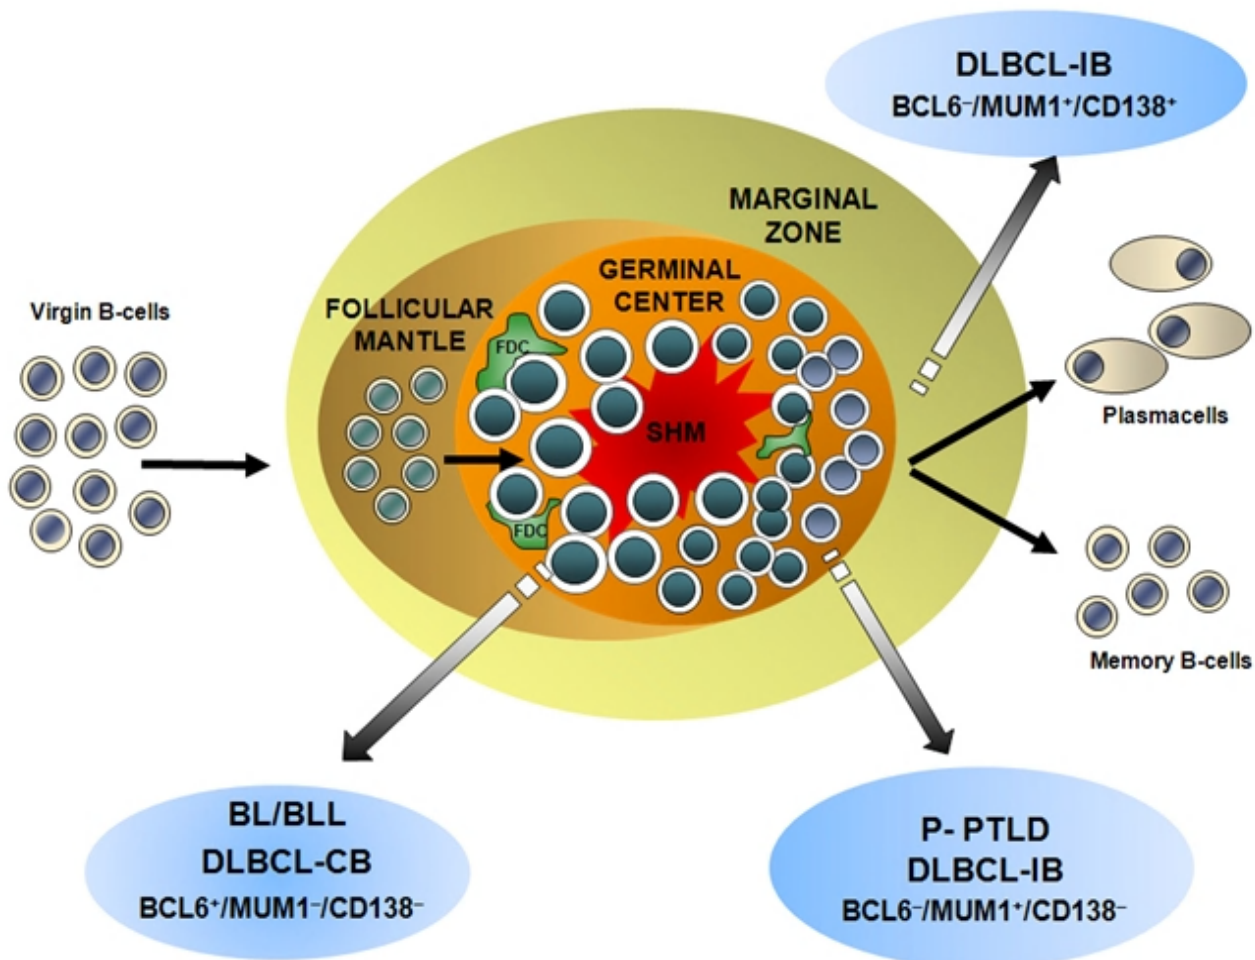 DLBCL-IB
BCL6⁻/MUM1⁺/CD138⁺
MARGINAL
ZONE
GERMINAL
CENTER
FOLLICULAR
MANTLE
Virgin B-cells
FDC
SHM
FDC
Plasmacells
Memory B-cells
BL/BLL
DLBCL-CB
BCL6⁺/MUM1⁻/CD138⁻
P- PTLD
DLBCL-IB
BCL6⁻/MUM1⁺/CD138⁻